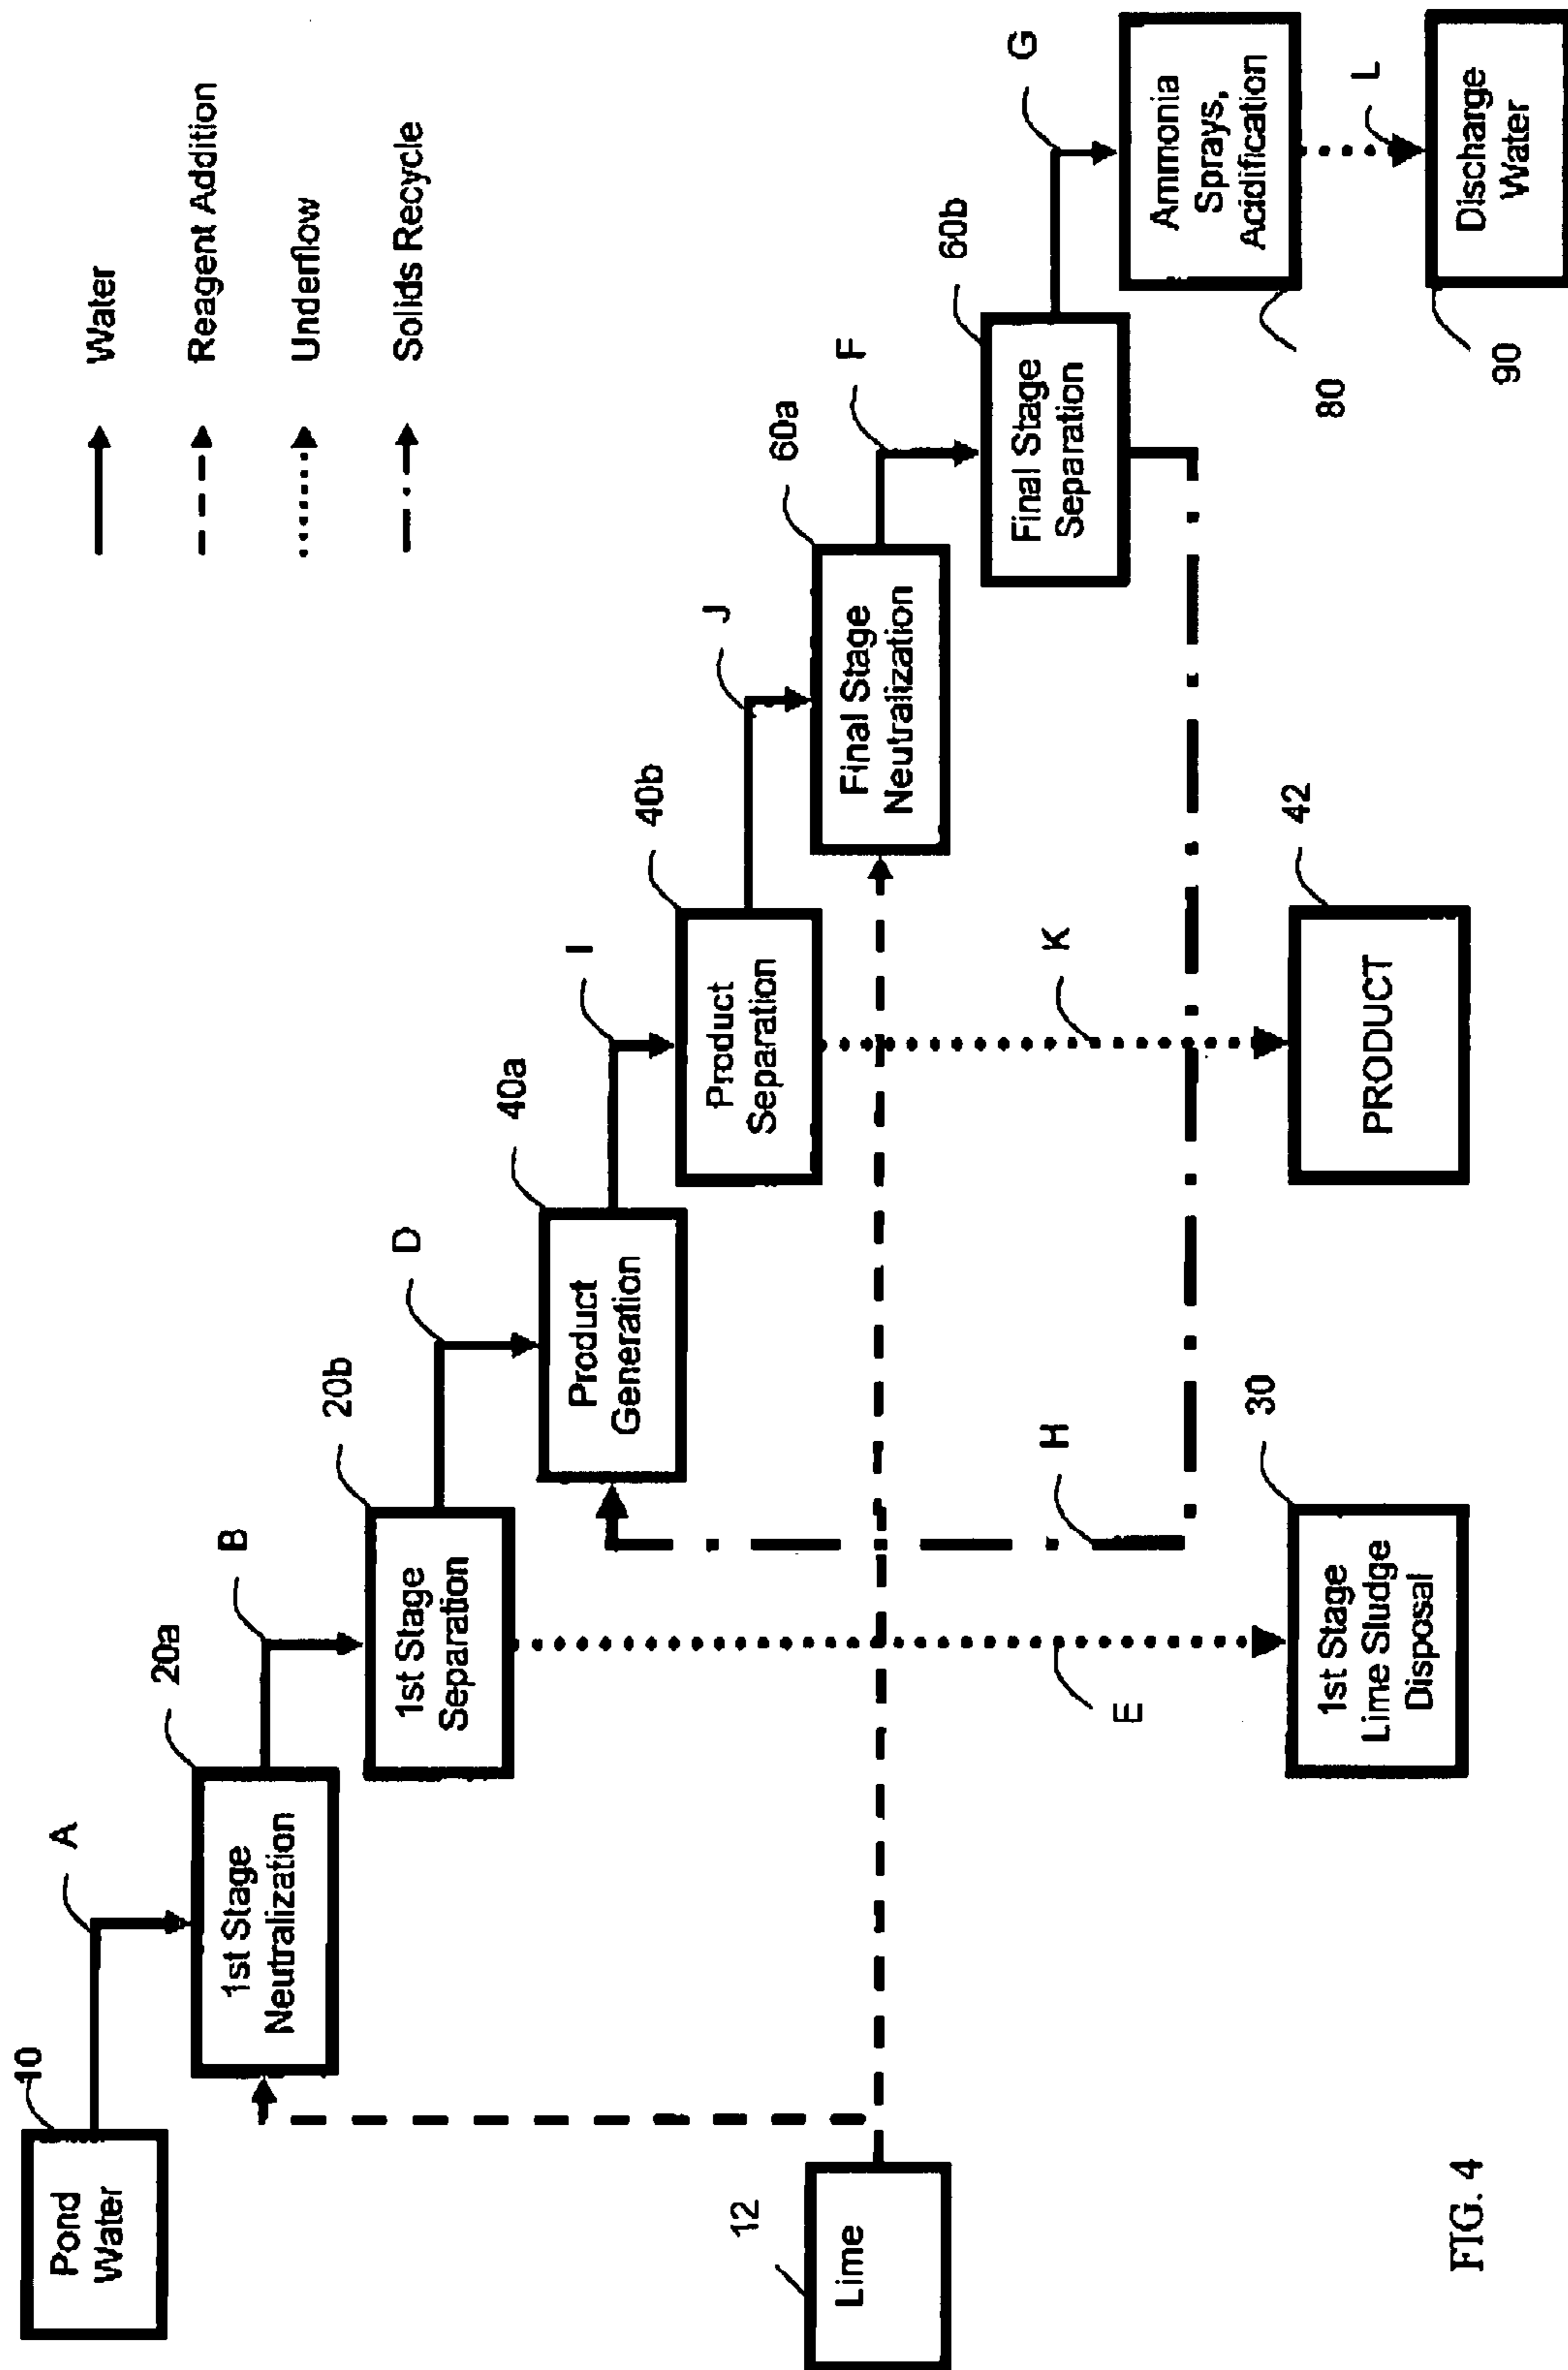 Water
Reagent Addition
Underflow
Solids Recycle
10
Pond
Water
A
20a
1st Stage
Neutralization
B
20b
1st Stage
Separation
D
40a
Product
Generation
I
40b
Product
Separation
J
60a
Final Stage
Neutralization
F
60b
Final Stage
Separation
G
Ammonia
Sprays,
Acidification
80
L
Discharge
Water
90
12
Lime
E
H
K
30
1st Stage
Lime Sludge
Disposal
42
PRODUCT
FIG. 4